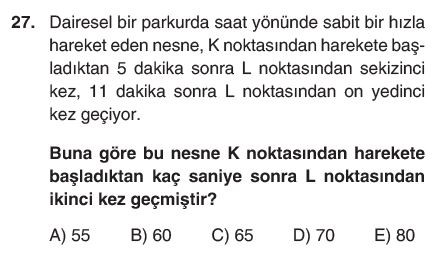 27. Dairesel bir parkurda saat yönünde sabit bir hızla
hareket eden nesne, K noktasından harekete baş-
ladıktan 5 dakika sonra L noktasından sekizinci
kez, 11 dakika sonra L noktasından on yedinci
kez geçiyor.
Buna göre bu nesne K noktasından harekete
başladıktan kaç saniye sonra L noktasından
ikinci kez geçmiştir?
A) 55 B) 60 C) 65 D) 70 E) 80